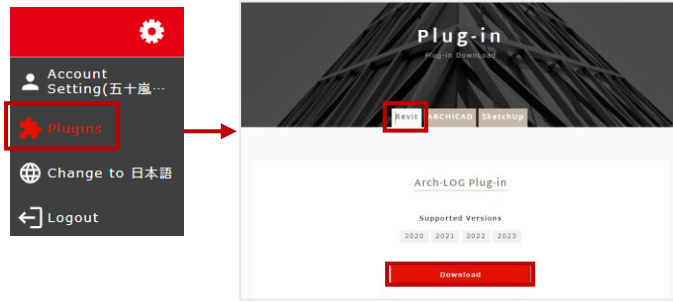 Account
Setting(五十嵐…
Plugins
Change to 日本語
Logout
Plug-in
Plug-in DownLoad
Revit ARCHICAD SketchUp
Arch-LOG Plug-in
Supported Versions
2020 2021 2022 2023
Download